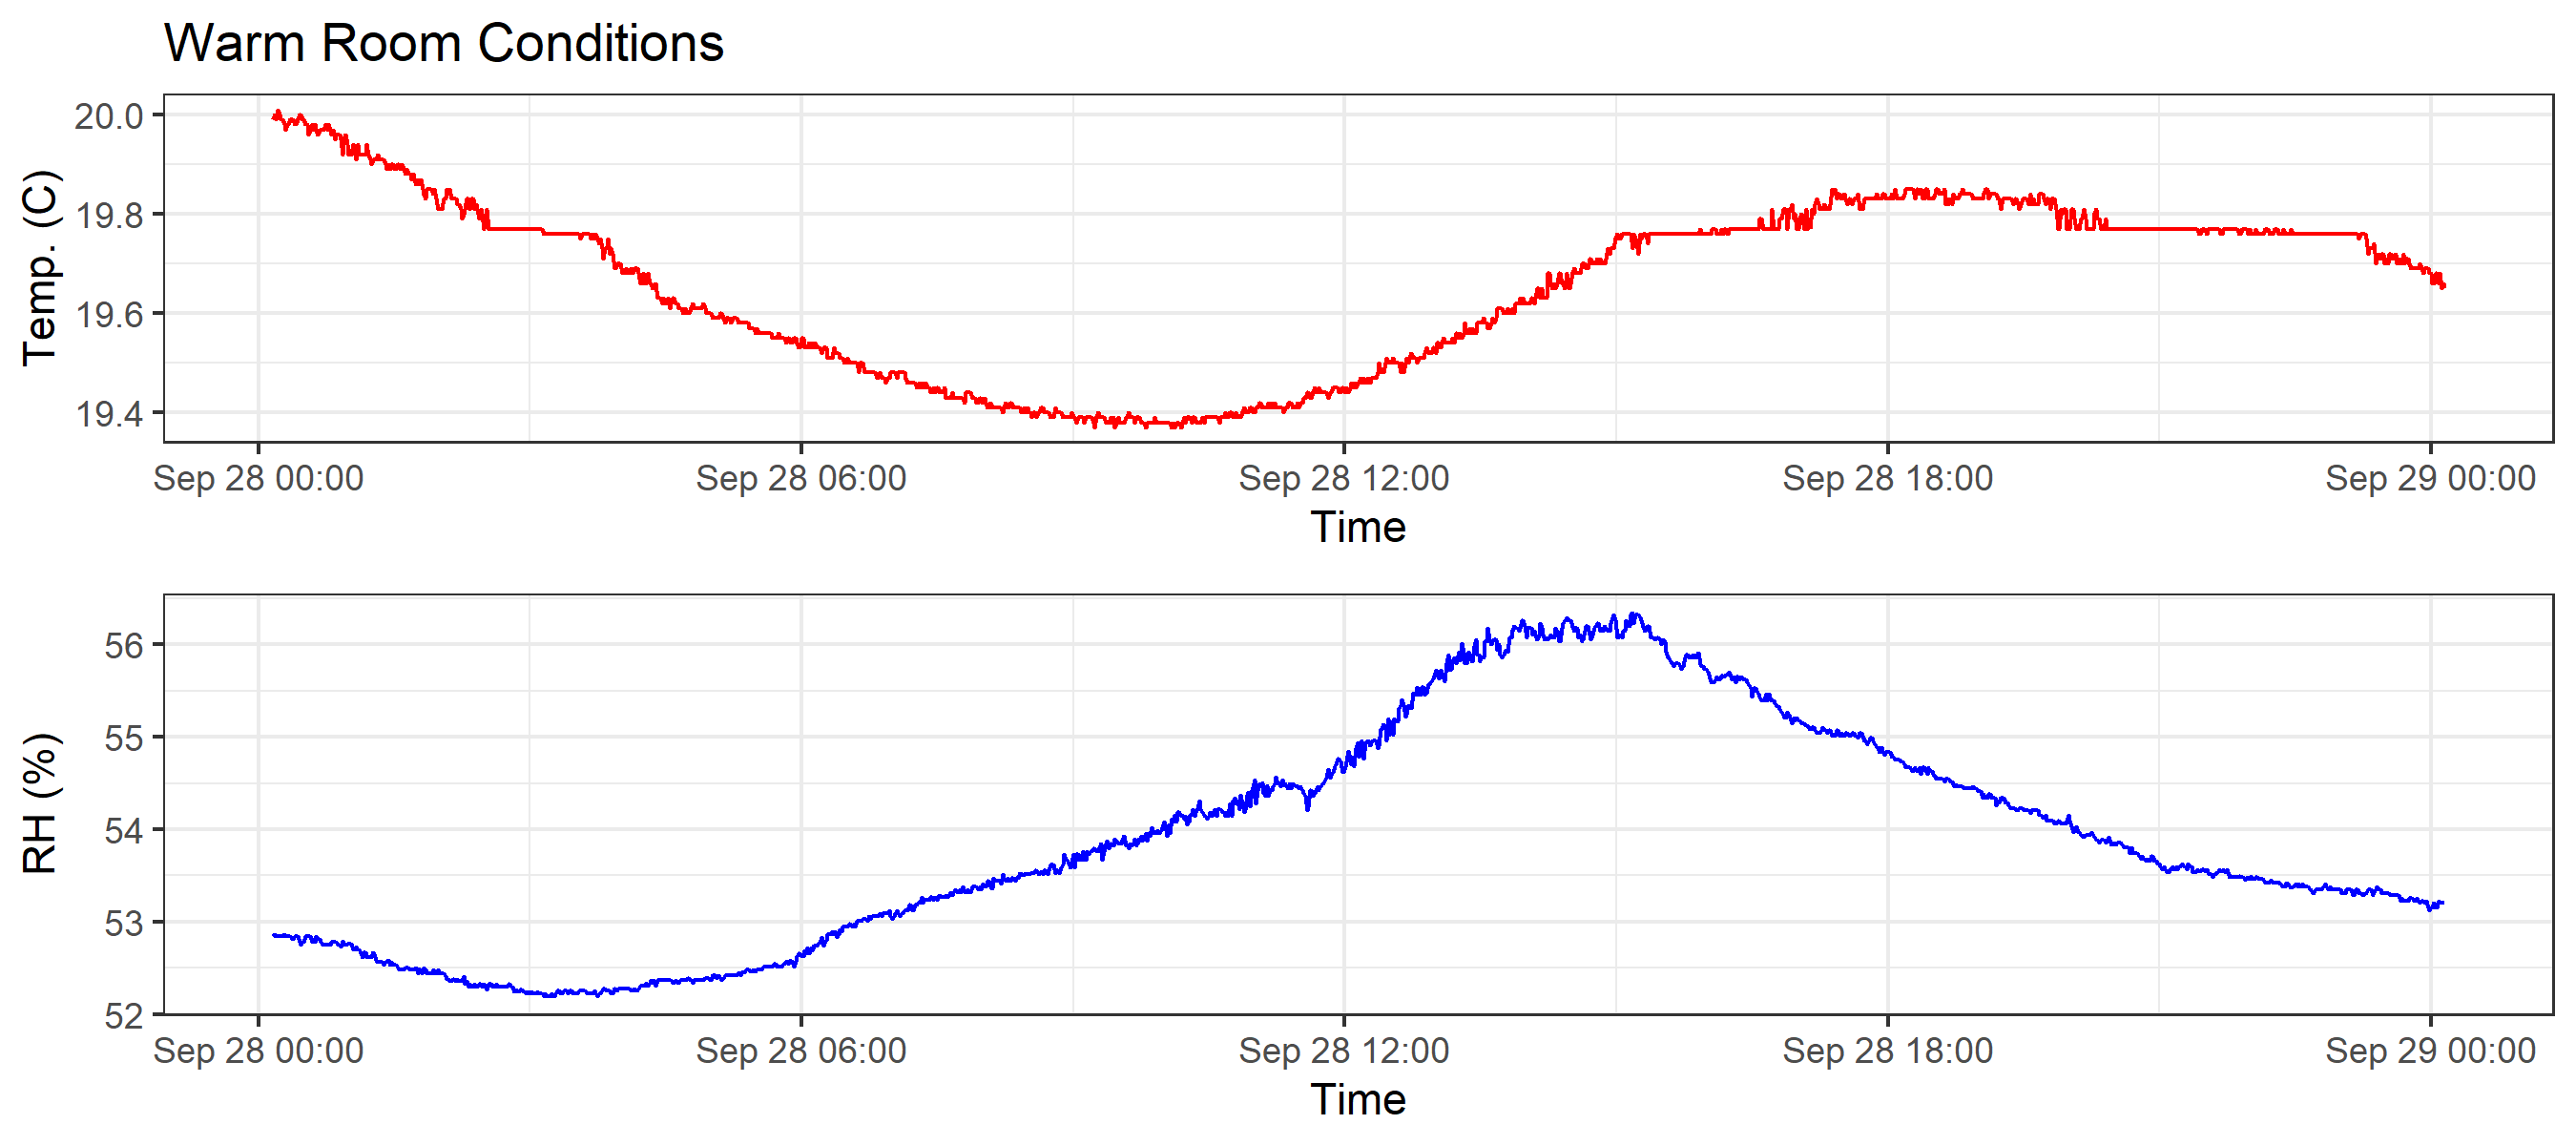 Warm Room Conditions
Temp. (C)
20.0
19.8
19.6
19.4
Sep 28 00:00 Sep 28 06:00 Sep 28 12:00 Sep 28 18:00 Sep 29 00:00
Time
RH (%)
56
55
54
53
52
Sep 28 00:00 Sep 28 06:00 Sep 28 12:00 Sep 28 18:00 Sep 29 00:00
Time